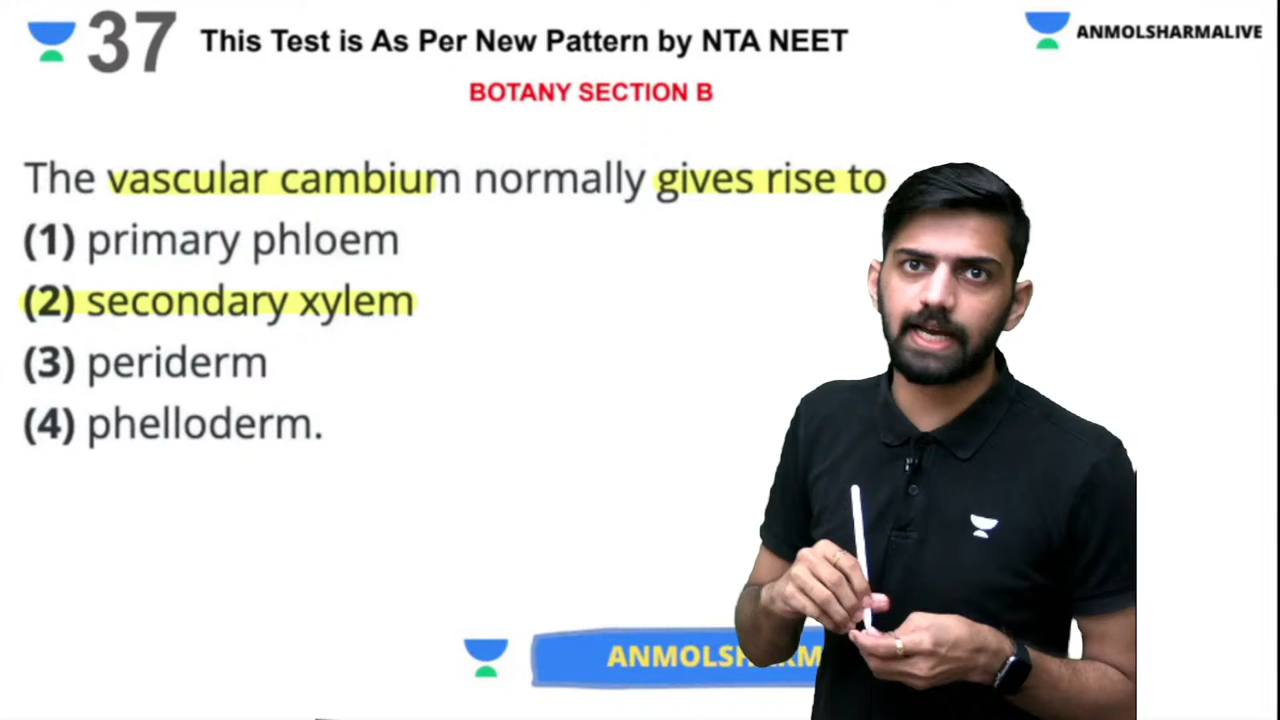 37 This Test is As Per New Pattern by NTA NEET
ANMOLSHARMALIVE
BOTANY SECTION B
The vascular cambium normally gives rise to
(1) primary phloem
(2) secondary xylem
(3) periderm
(4) phelloderm.